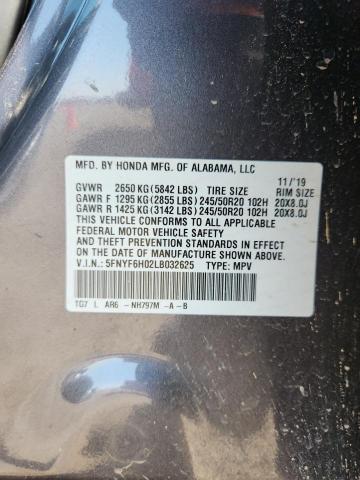 MFD. BY HONDA MFG. OF ALABAMA, LLC
11/'19
GVWR 2650 KG (5842 LBS) TIRE SIZE RIM SIZE
GAWR F 1295 KG (2855 LBS) 245/50R20 102H 20X8.0J
GAWR R 1425 KG (3142 LBS) 245/50R20 102H 20X8.0J
THIS VEHICLE CONFORMS TO ALL APPLICABLE
FEDERAL MOTOR VEHICLE SAFETY STANDARDS
IN EFFECT ON THE DATE OF MANUFACTURE SHOWN ABOVE.
V.I.N.: 5FNYF6H02LB032625 TYPE: MPV
TG7 L AR6 -NH797M -A-B